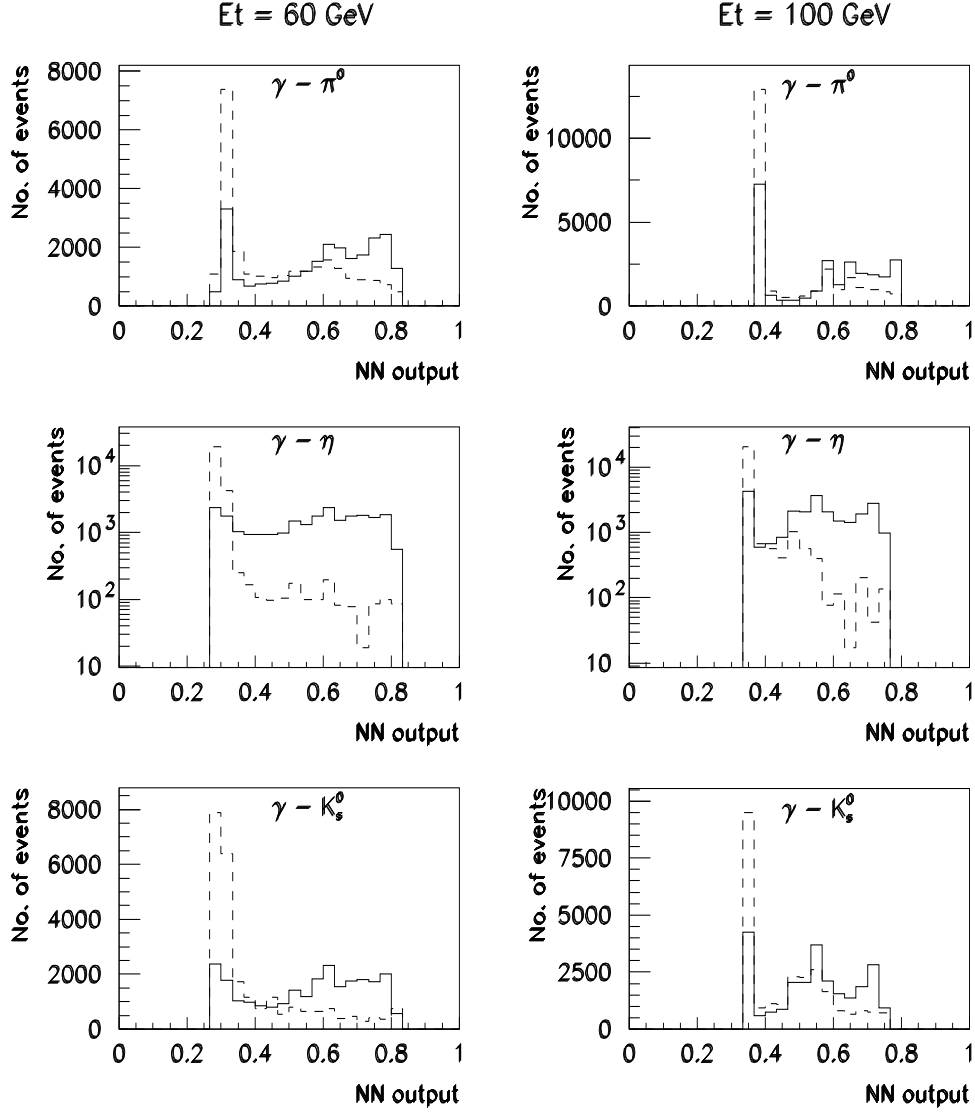 Et = 60 GeV
Et = 100 GeV
No. of events
8000
6000
4000
2000
0
γ − π⁰
0 0.2 0.4 0.6 0.8 1
NN output
No. of events
10000
5000
0
γ − π⁰
0 0.2 0.4 0.6 0.8 1
NN output
No. of events
10⁴
10³
10²
10
γ − η
0 0.2 0.4 0.6 0.8 1
NN output
No. of events
10⁴
10³
10²
10
γ − η
0 0.2 0.4 0.6 0.8 1
NN output
No. of events
8000
6000
4000
2000
0
γ − Kₛ⁰
0 0.2 0.4 0.6 0.8 1
NN output
No. of events
10000
7500
5000
2500
0
γ − Kₛ⁰
0 0.2 0.4 0.6 0.8 1
NN output